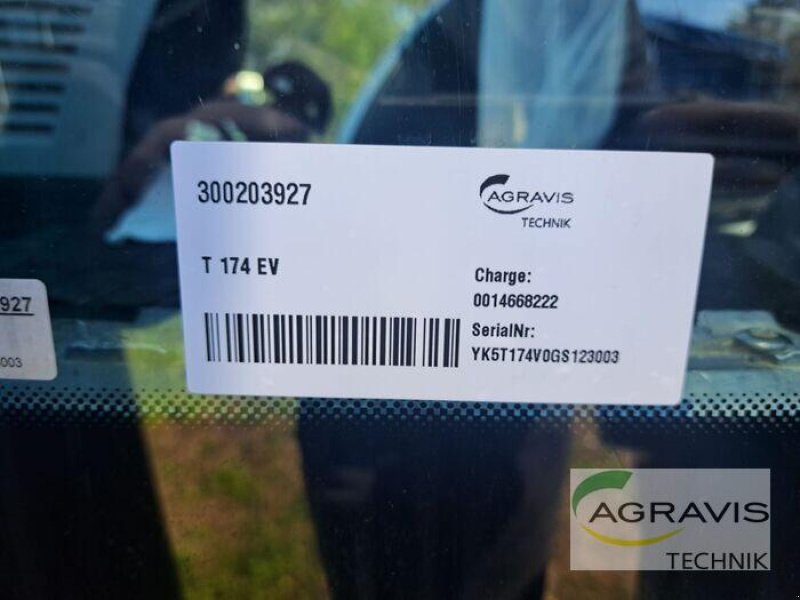 300203927
AGRAVIS
TECHNIK
T 174 EV
Charge:
0014668222
SerialNr:
YK5T174V0GS123003
927
003
AGRAVIS
TECHNIK